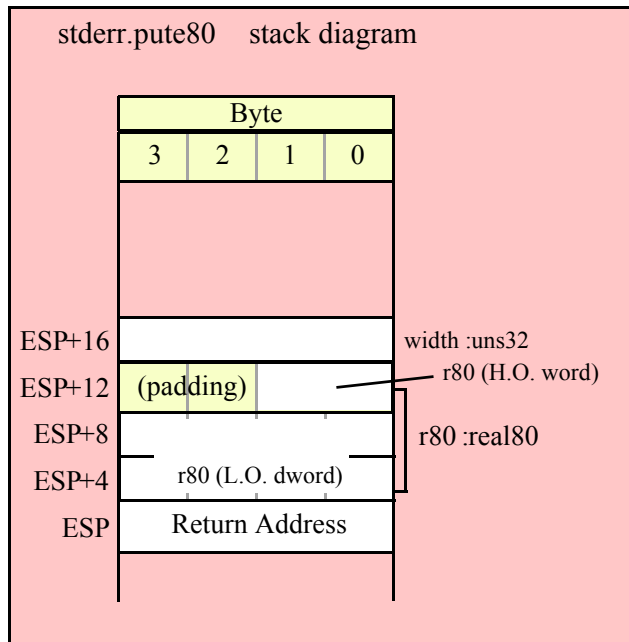 stderr.pute80 stack diagram
Byte
3 2 1 0
ESP+16 width :uns32
ESP+12 (padding) r80 (H.O. word)
ESP+8 r80 :real80
ESP+4 r80 (L.O. dword)
ESP Return Address